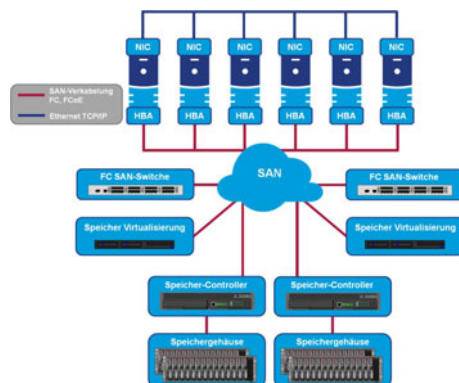 NIC NIC NIC NIC NIC NIC
SAN-Verkabelung
FC, FCoE
Ethernet TCP/IP
HBA HBA HBA HBA HBA HBA
SAN
FC SAN-Switche FC SAN-Switche
Speicher Virtualisierung Speicher Virtualisierung
Speicher-Controller Speicher-Controller
Speichergehäuse Speichergehäuse